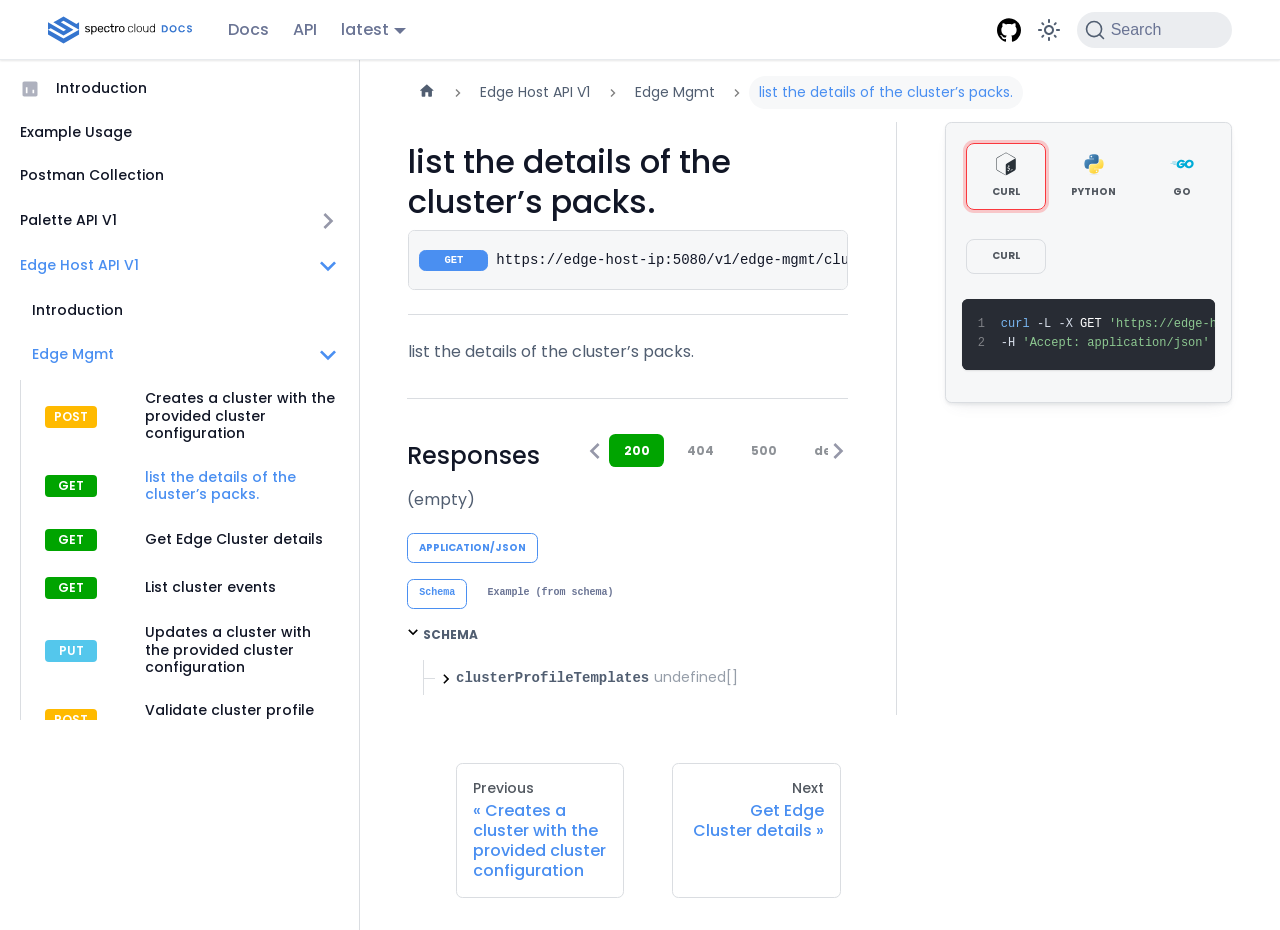 spectro cloud DOCS
Docs
API
latest
Search
Introduction
Example Usage
Postman Collection
Palette API V1
Edge Host API V1
Introduction
Edge Mgmt
POST
Creates a cluster with the
provided cluster
configuration
GET
list the details of the
cluster's packs.
GET
Get Edge Cluster details
GET
List cluster events
PUT
Updates a cluster with
the provided cluster
configuration
POST
Validate cluster profile
Edge Host API V1
Edge Mgmt
list the details of the cluster's packs.
list the details of the
cluster's packs.
GET https://edge-host-ip:5080/v1/edge-mgmt/clu
list the details of the cluster's packs.
Responses
200
404
500
de
(empty)
APPLICATION/JSON
Schema
Example (from schema)
SCHEMA
clusterProfileTemplates undefined[]
Previous
« Creates a
cluster with the
provided cluster
configuration
Next
Get Edge
Cluster details »
CURL
PYTHON
GO
GO
CURL
1 curl -L -X GET 'https://edge-h
2 -H 'Accept: application/json'